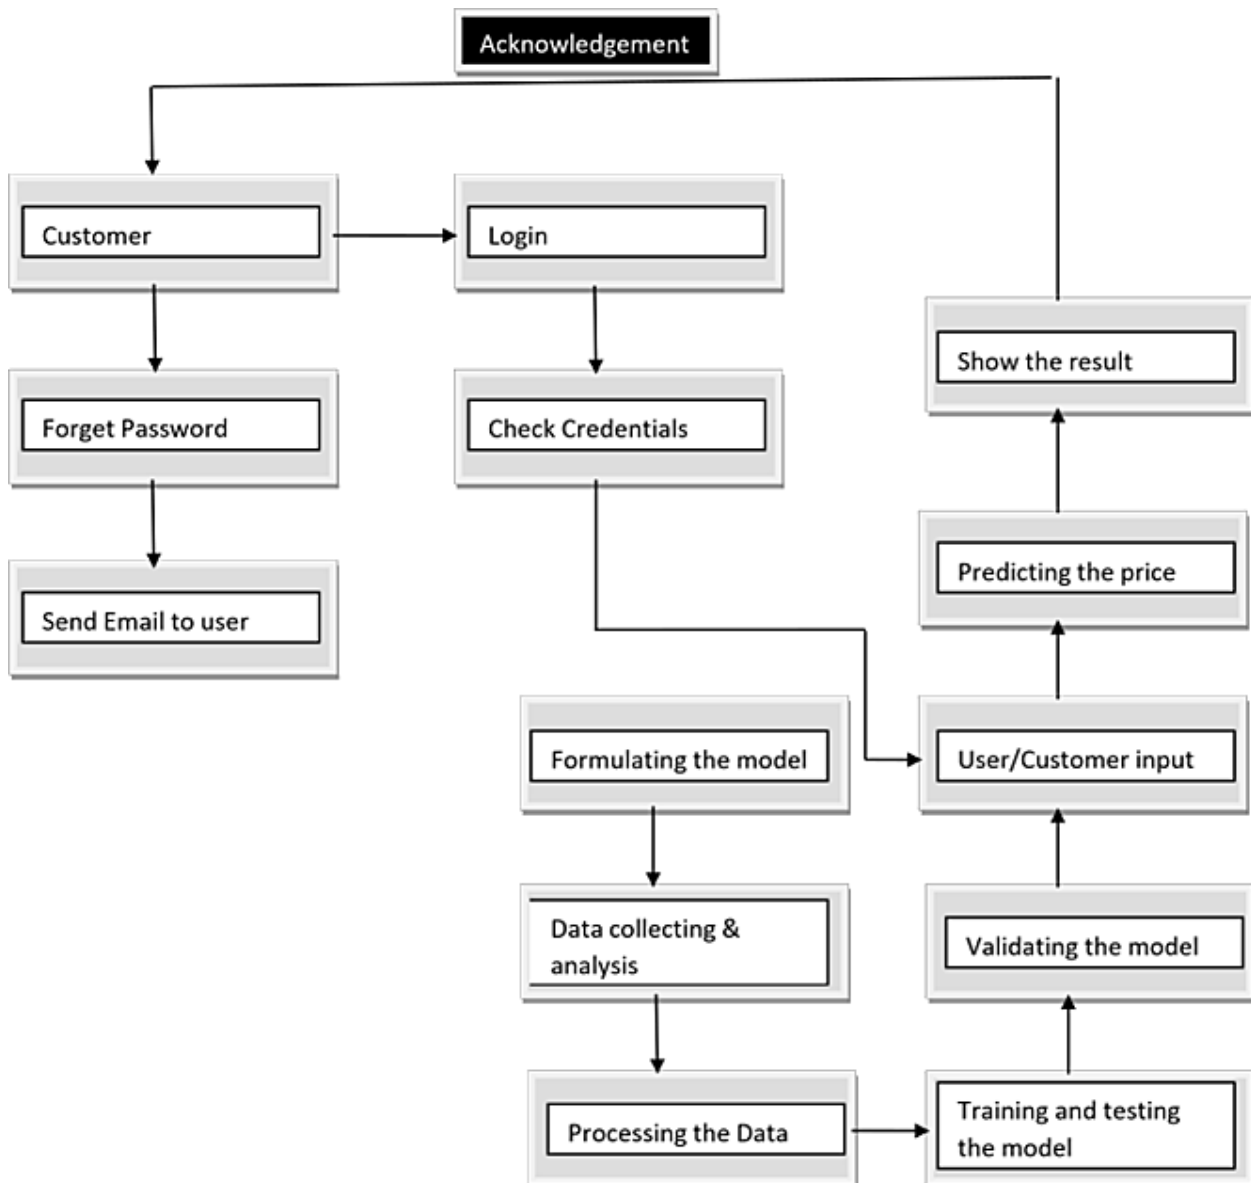 Acknowledgement
Customer
Login
Show the result
Forget Password
Check Credentials
Predicting the price
Send Email to user
Formulating the model
User/Customer input
Data collecting &
analysis
Validating the model
Processing the Data
Training and testing
the model